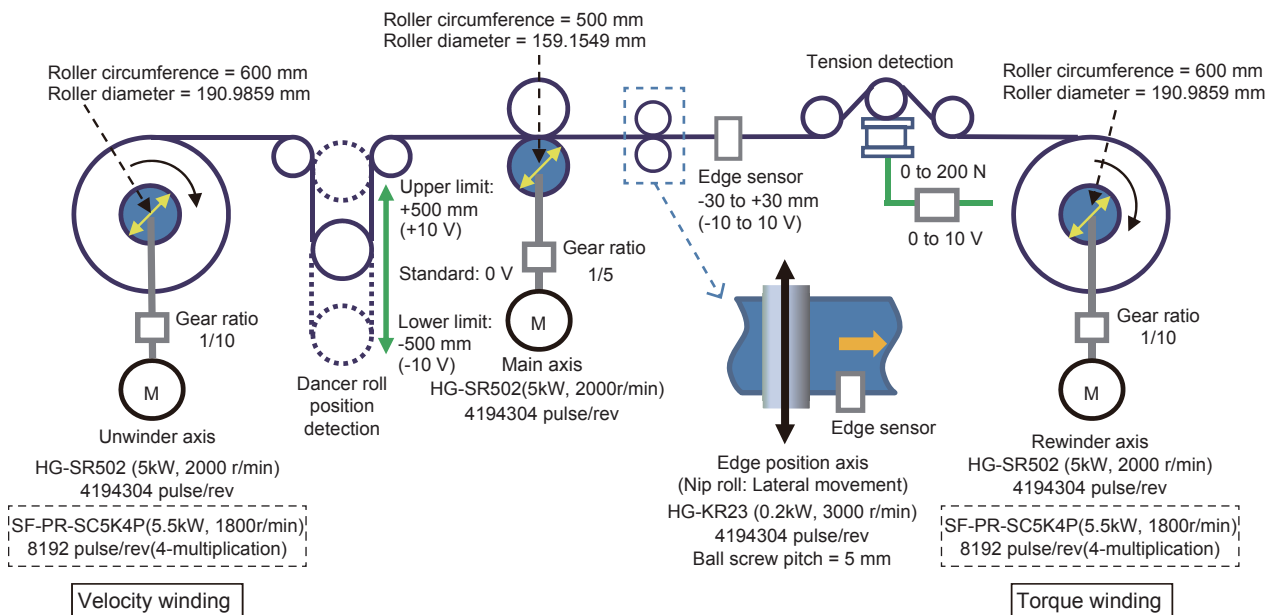 Roller circumference = 500 mm
Roller diameter = 159.1549 mm
Roller circumference = 600 mm
Roller diameter = 190.9859 mm
Tension detection
Roller circumference = 600 mm
Roller diameter = 190.9859 mm
Upper limit:
+500 mm
(+10 V)
Standard: 0 V
Lower limit:
-500 mm
(-10 V)
Gear ratio
1/5
M
Main axis
HG-SR502(5kW, 2000r/min)
4194304 pulse/rev
Edge sensor
-30 to +30 mm
(-10 to 10 V)
0 to 200 N
0 to 10 V
Gear ratio
1/10
M
Unwinder axis
HG-SR502 (5kW, 2000 r/min)
4194304 pulse/rev
SF-PR-SC5K4P(5.5kW, 1800r/min)
8192 pulse/rev(4-multiplication)
Velocity winding
Dancer roll
position
detection
Edge sensor
Edge position axis
(Nip roll: Lateral movement)
HG-KR23 (0.2kW, 3000 r/min)
4194304 pulse/rev
Ball screw pitch = 5 mm
Gear ratio
1/10
M
Rewinder axis
HG-SR502 (5kW, 2000 r/min)
4194304 pulse/rev
SF-PR-SC5K4P(5.5kW, 1800r/min)
8192 pulse/rev(4-multiplication)
Torque winding